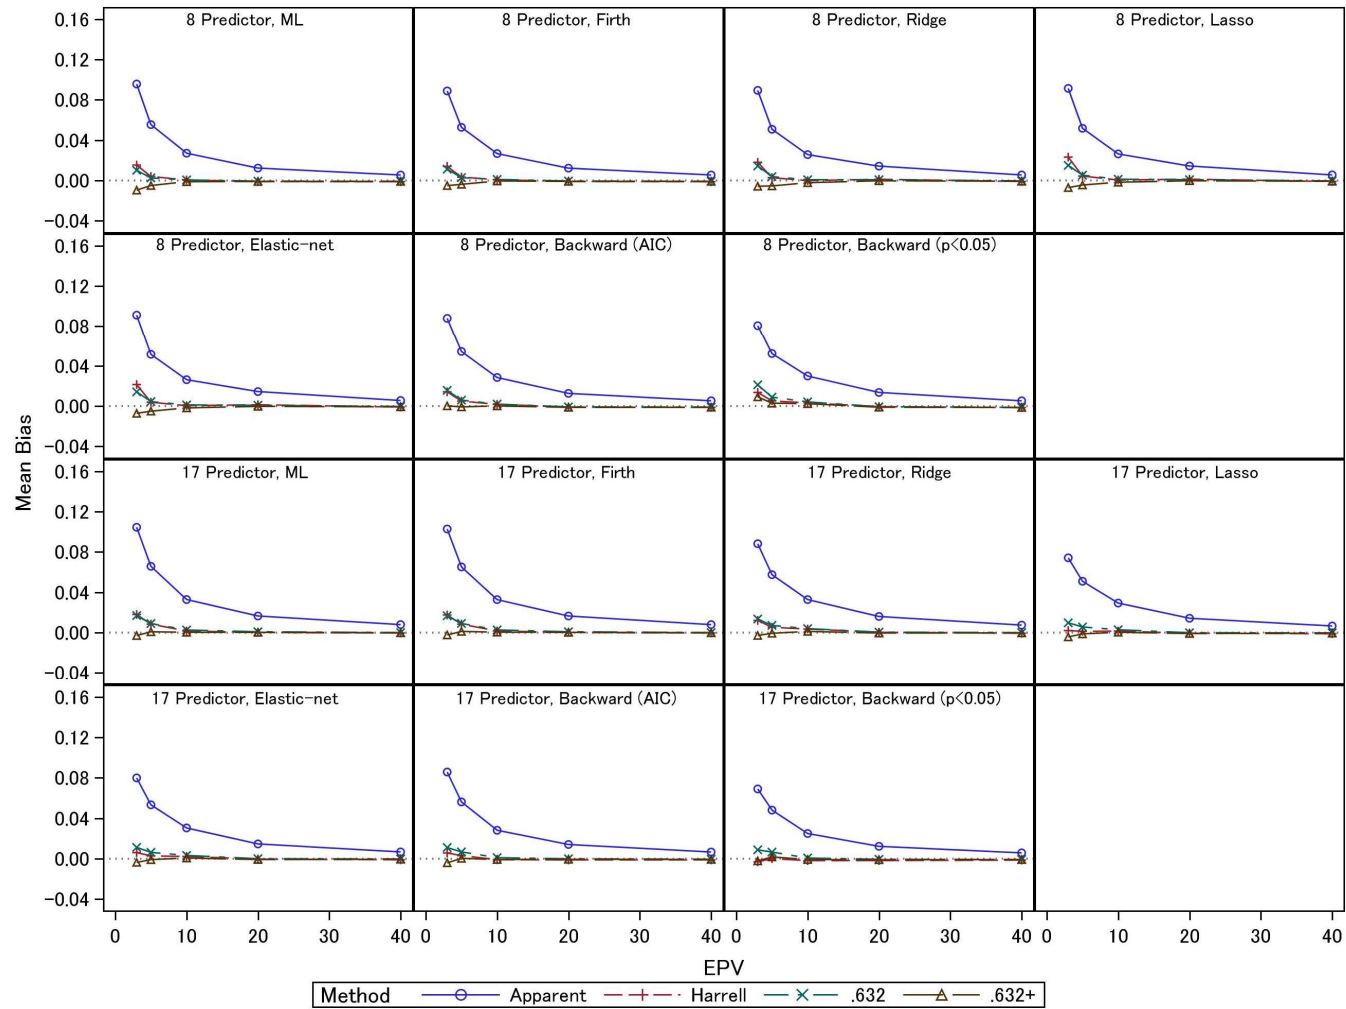 8 Predictor, ML
8 Predictor, Firth
8 Predictor, Ridge
8 Predictor, Lasso
0.16
0.12
0.08
0.04
0.00
−0.04
8 Predictor, Elastic−net
8 Predictor, Backward (AIC)
8 Predictor, Backward (p<0.05)
0.16
0.12
0.08
0.04
0.00
−0.04
Mean Bias
17 Predictor, ML
17 Predictor, Firth
17 Predictor, Ridge
17 Predictor, Lasso
0.16
0.12
0.08
0.04
0.00
−0.04
17 Predictor, Elastic−net
17 Predictor, Backward (AIC)
17 Predictor, Backward (p<0.05)
0.16
0.12
0.08
0.04
0.00
−0.04
0 10 20 30 40 0 10 20 30 40 0 10 20 30 40 0 10 20 30 40
EPV
Method Apparent Harrell .632 .632+